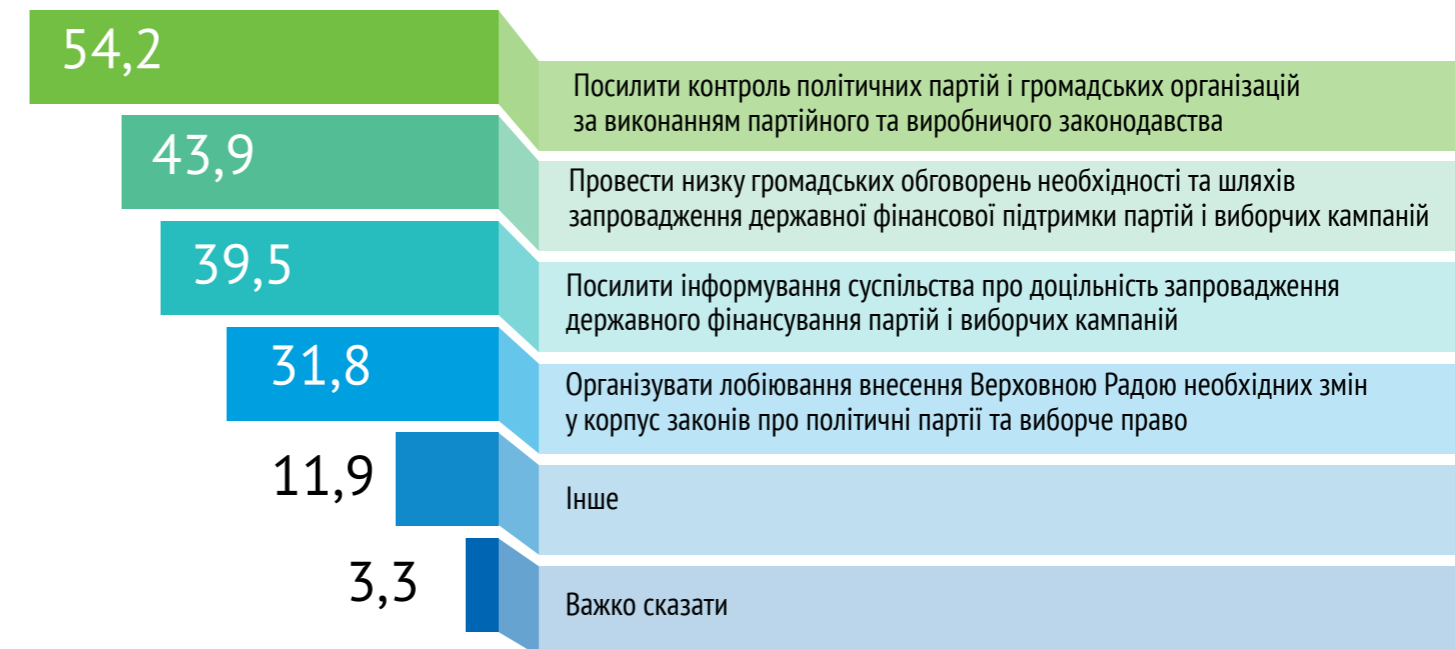 54,2
Посилити контроль політичних партій і громадських організацій
за виконанням партійного та виробничого законодавства
43,9
Провести низку громадських обговорень необхідності та шляхів
запровадження державної фінансової підтримки партій і виборчих кампаній
39,5
Посилити інформування суспільства про доцільність запровадження
державного фінансування партій і виборчих кампаній
31,8
Організувати лобіювання внесення Верховною Радою необхідних змін
у корпус законів про політичні партії та виборче право
11,9
Інше
3,3
Важко сказати